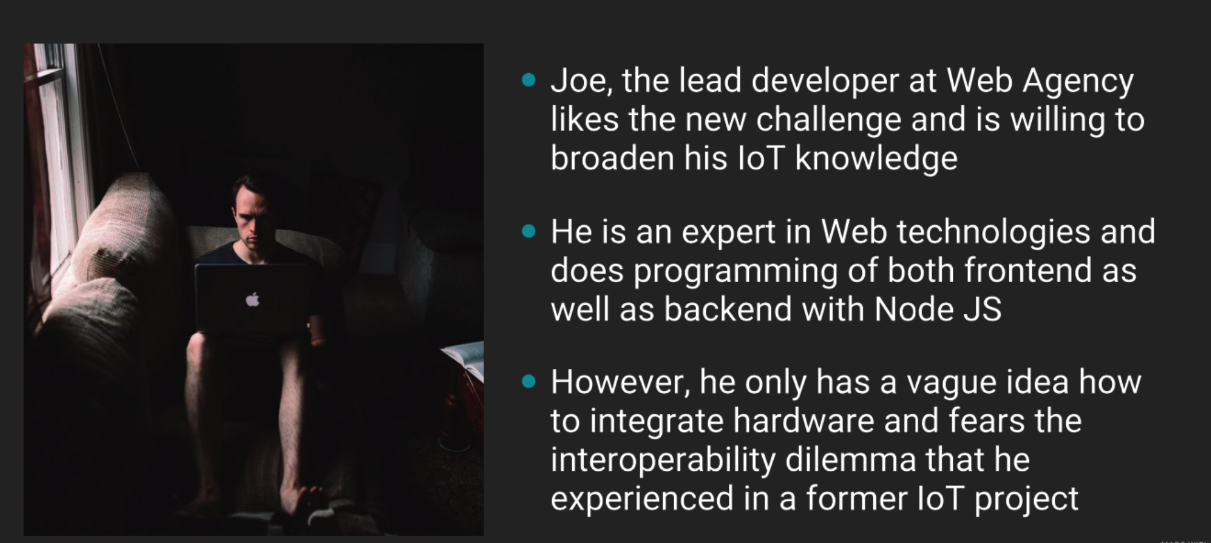 Joe, the lead developer at Web Agency
likes the new challenge and is willing to
broaden his IoT knowledge
He is an expert in Web technologies and
does programming of both frontend as
well as backend with Node JS
However, he only has a vague idea how
to integrate hardware and fears the
interoperability dilemma that he
experienced in a former IoT project